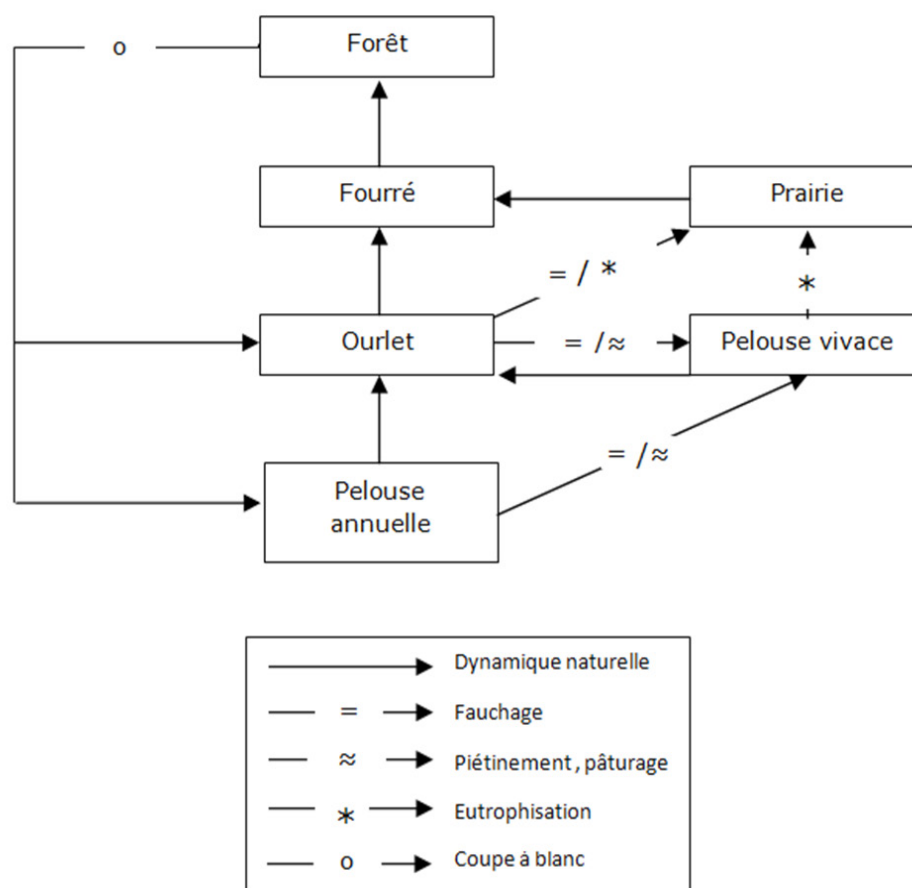 o
Forêt
Fourré
Prairie
= / *
*
Ourlet
= /≈
Pelouse vivace
= /≈
Pelouse
annuelle
Dynamique naturelle
= Fauchage
≈ Piétinement, pâturage
* Eutrophisation
o Coupe à blanc